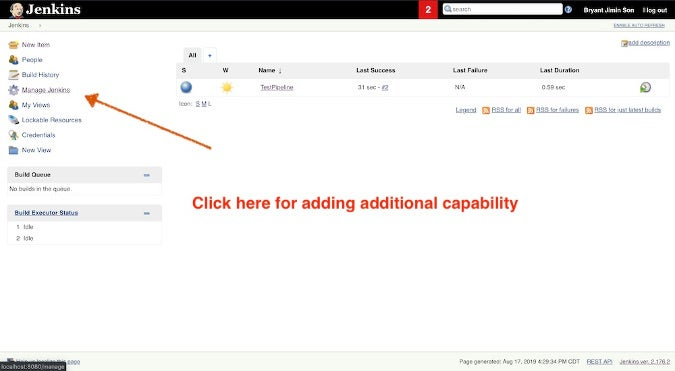 Jenkins
2
search
Bryant Jimin Son
log out
Jenkins
ENABLE AUTO REFRESH
New Item
People
Build History
Manage Jenkins
My Views
Lockable Resources
Credentials
New View
Build Queue
No builds in the queue.
Build Executor Status
1 Idle
2 Idle
add description
All +
S W Name ↓ Last Success Last Failure Last Duration
TestPipeline 31 sec - #2 N/A 0.59 sec
Icon: S M L
Legend RSS for all RSS for failures RSS for just latest builds
Click here for adding additional capability
Help us localize this page
localhost:8080/manage
Page generated: Aug 17, 2019 4:29:34 PM CDT REST API Jenkins ver. 2.176.2